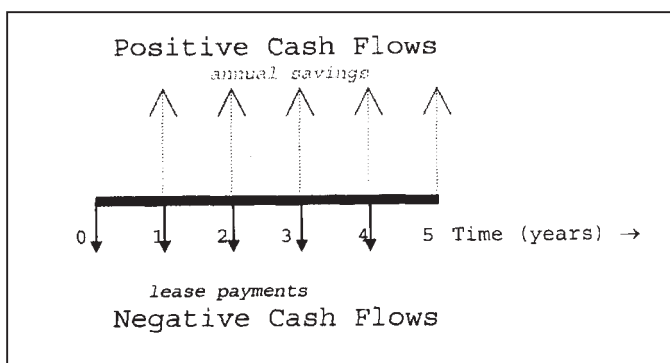 Positive Cash Flows
annual savings
0 1 2 3 4 5 Time (years) →
lease payments
Negative Cash Flows